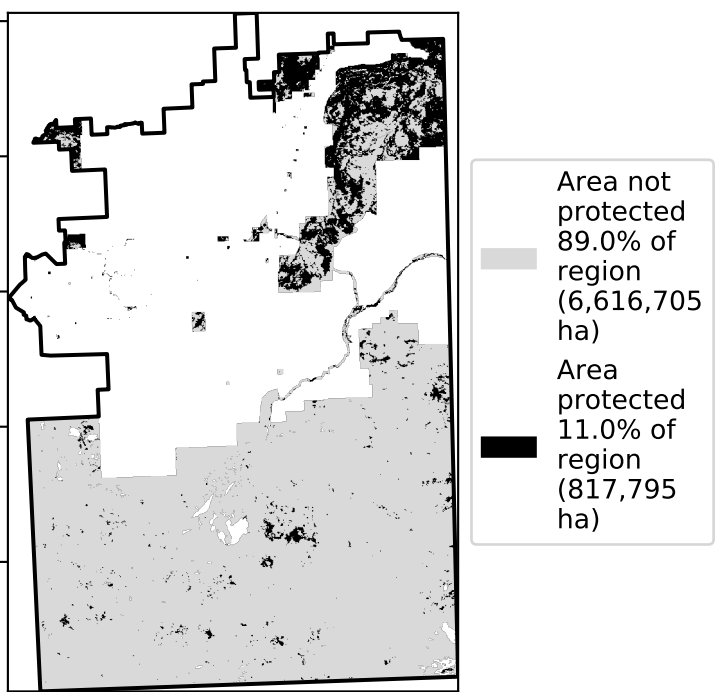 Area not
protected
89.0% of
region
(6,616,705
ha)
Area
protected
11.0% of
region
(817,795
ha)